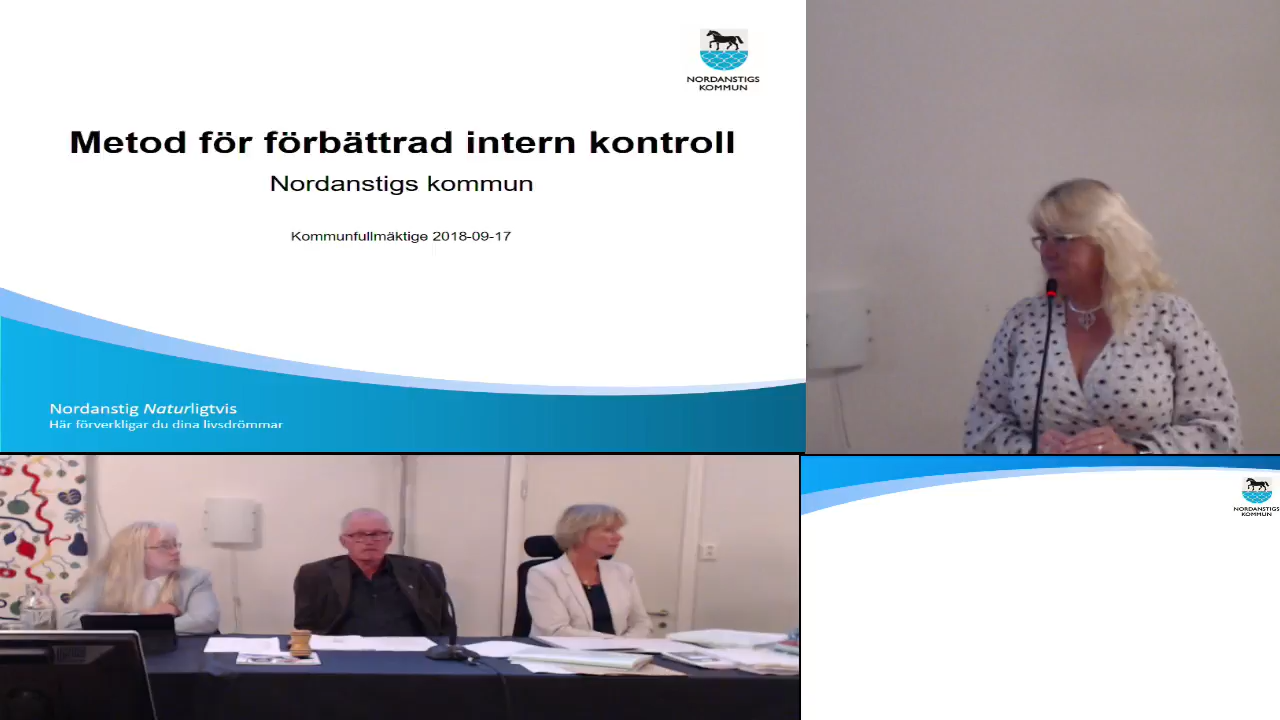 NORDANSTIGS
KOMMUN
Metod för förbättrad intern kontroll
Nordanstigs kommun
Kommunfullmäktige 2018-09-17
Nordanstig Naturligtvis
Här förverkligar du dina livsdrömmar
NORDANSTIGS
KOMMUN